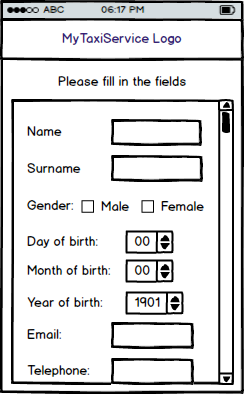 ABC 06:17 PM
MyTaxiService Logo
Please fill in the fields
Name
Surname
Gender: Male Female
Day of birth: 00
Month of birth: 00
Year of birth: 1901
Email:
Telephone: